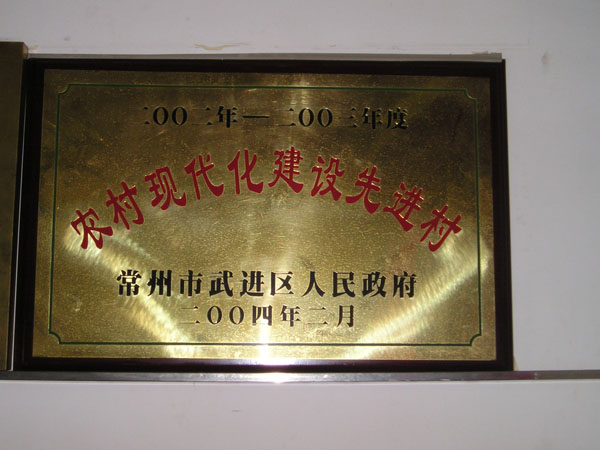 二〇〇二年—二〇〇三年度
农村现代化建设先进村
常州市武进区人民政府
二〇〇四年二月